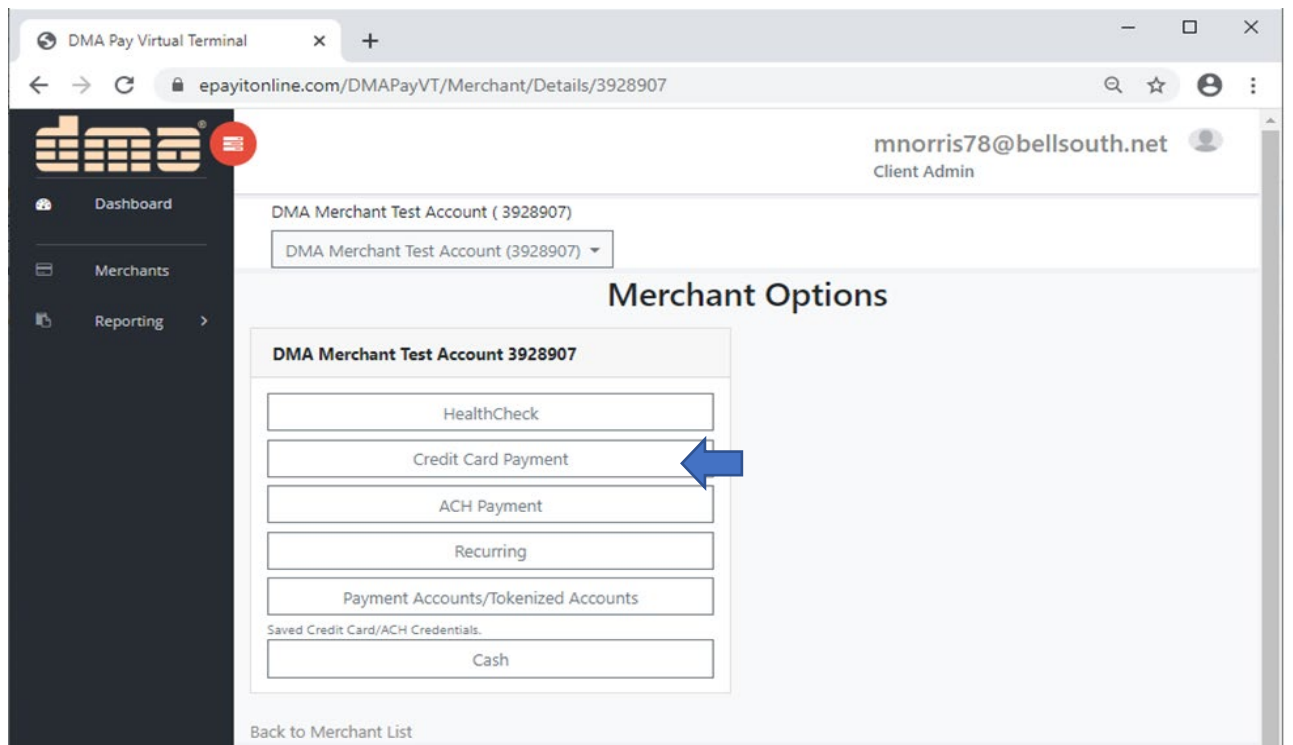 DMA Pay Virtual Terminal
epayitonline.com/DMAPayVT/Merchant/Details/3928907
dma®
mnorris78@bellsouth.net
Client Admin
Dashboard
Merchants
Reporting
DMA Merchant Test Account ( 3928907)
DMA Merchant Test Account (3928907)
Merchant Options
DMA Merchant Test Account 3928907
HealthCheck
Credit Card Payment
ACH Payment
Recurring
Payment Accounts/Tokenized Accounts
Saved Credit Card/ACH Credentials.
Cash
Back to Merchant List